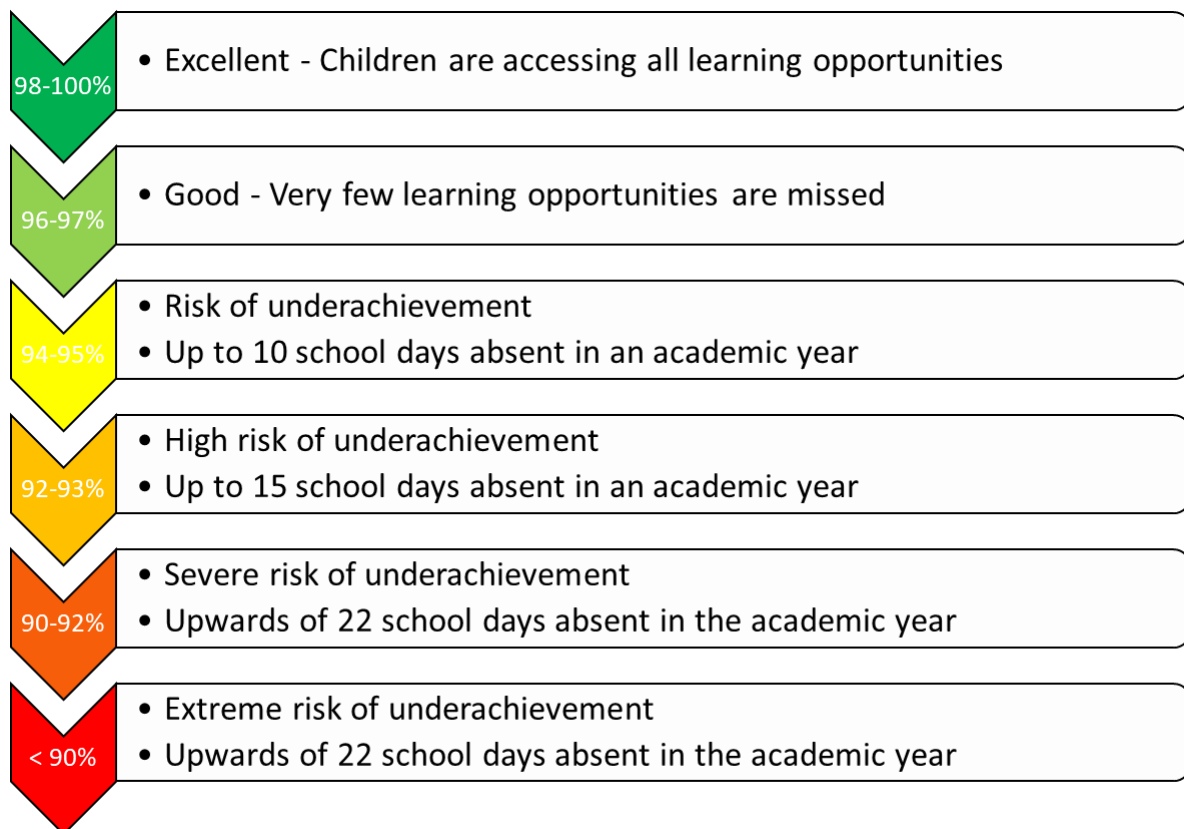 98-100%
• Excellent - Children are accessing all learning opportunities
96-97%
• Good - Very few learning opportunities are missed
94-95%
• Risk of underachievement
• Up to 10 school days absent in an academic year
92-93%
• High risk of underachievement
• Up to 15 school days absent in an academic year
90-92%
• Severe risk of underachievement
• Upwards of 22 school days absent in the academic year
< 90%
• Extreme risk of underachievement
• Upwards of 22 school days absent in the academic year